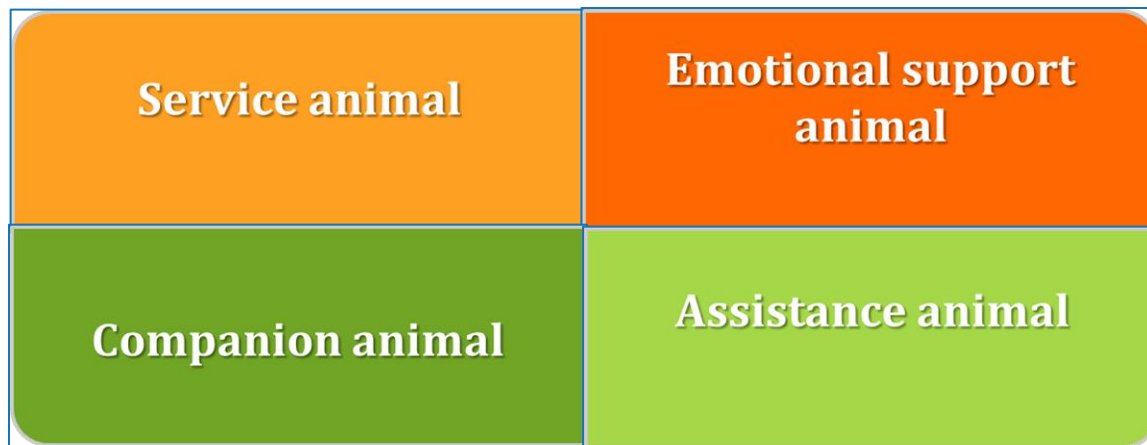 Service animal
Emotional support
animal
Companion animal
Assistance animal